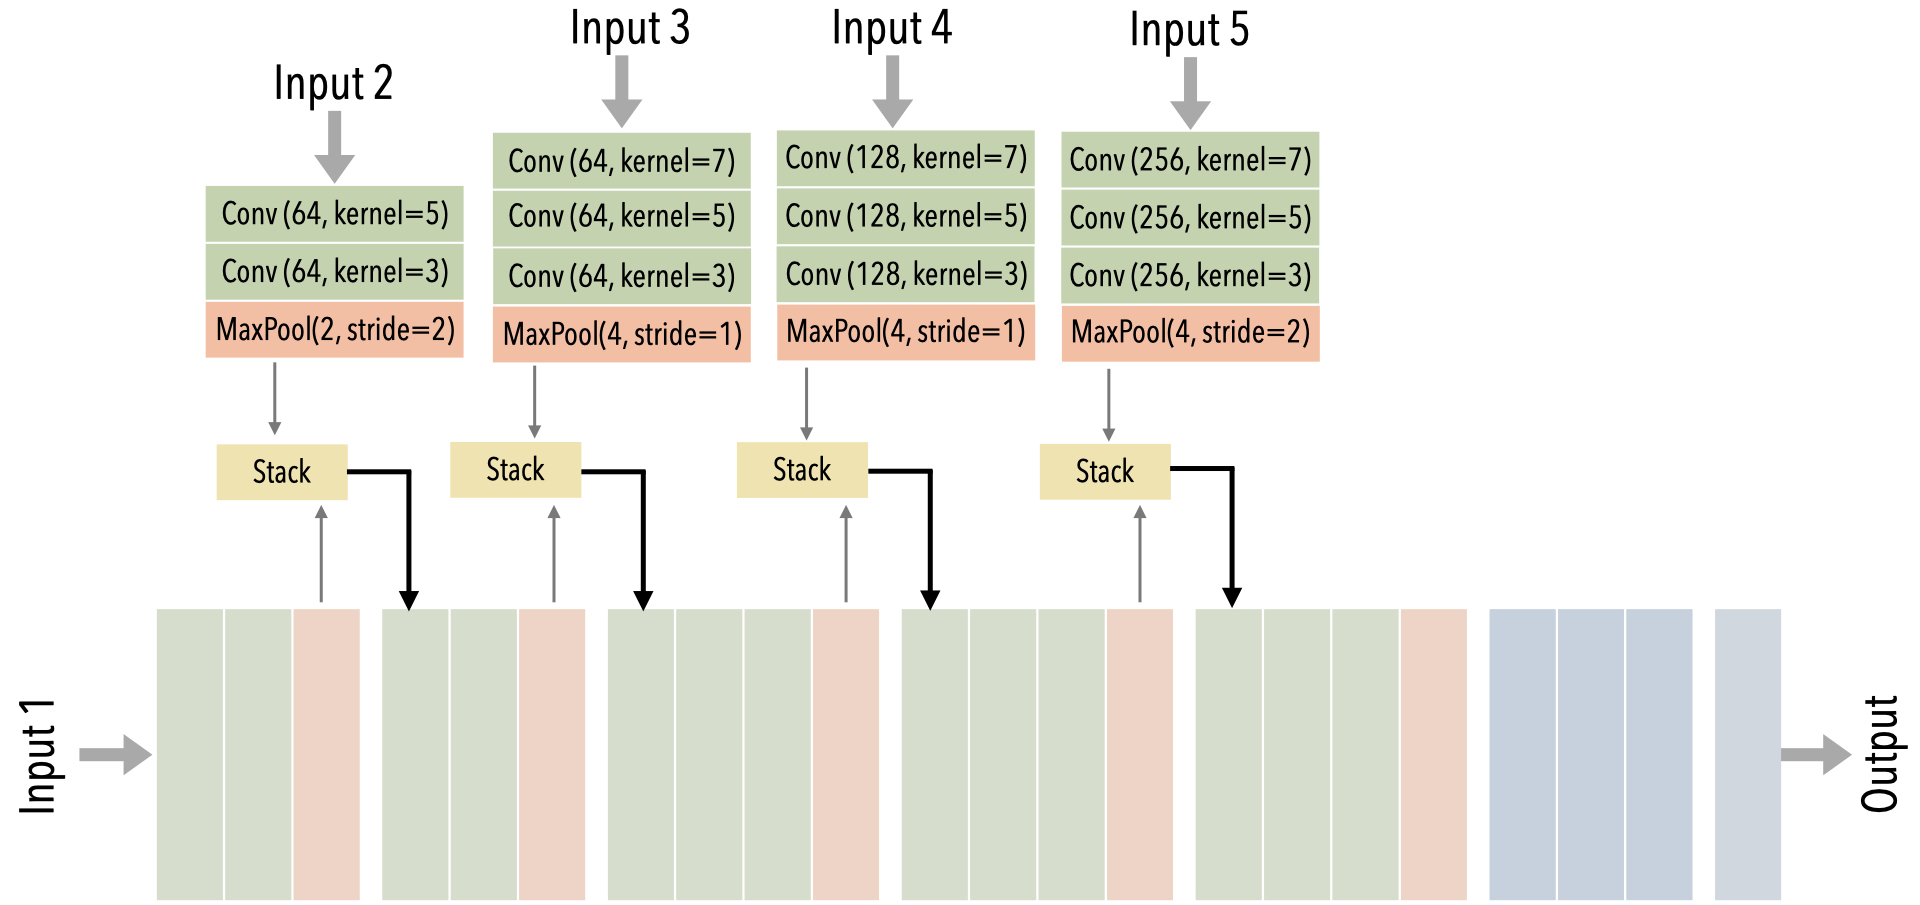 Input 2
Conv (64, kernel=5)
Conv (64, kernel=3)
MaxPool(2, stride=2)
Stack
Input 3
Conv (64, kernel=7)
Conv (64, kernel=5)
Conv (64, kernel=3)
MaxPool(4, stride=1)
Stack
Input 4
Conv (128, kernel=7)
Conv (128, kernel=5)
Conv (128, kernel=3)
MaxPool(4, stride=1)
Stack
Input 5
Conv (256, kernel=7)
Conv (256, kernel=5)
Conv (256, kernel=3)
MaxPool(4, stride=2)
Stack
Input 1
Output